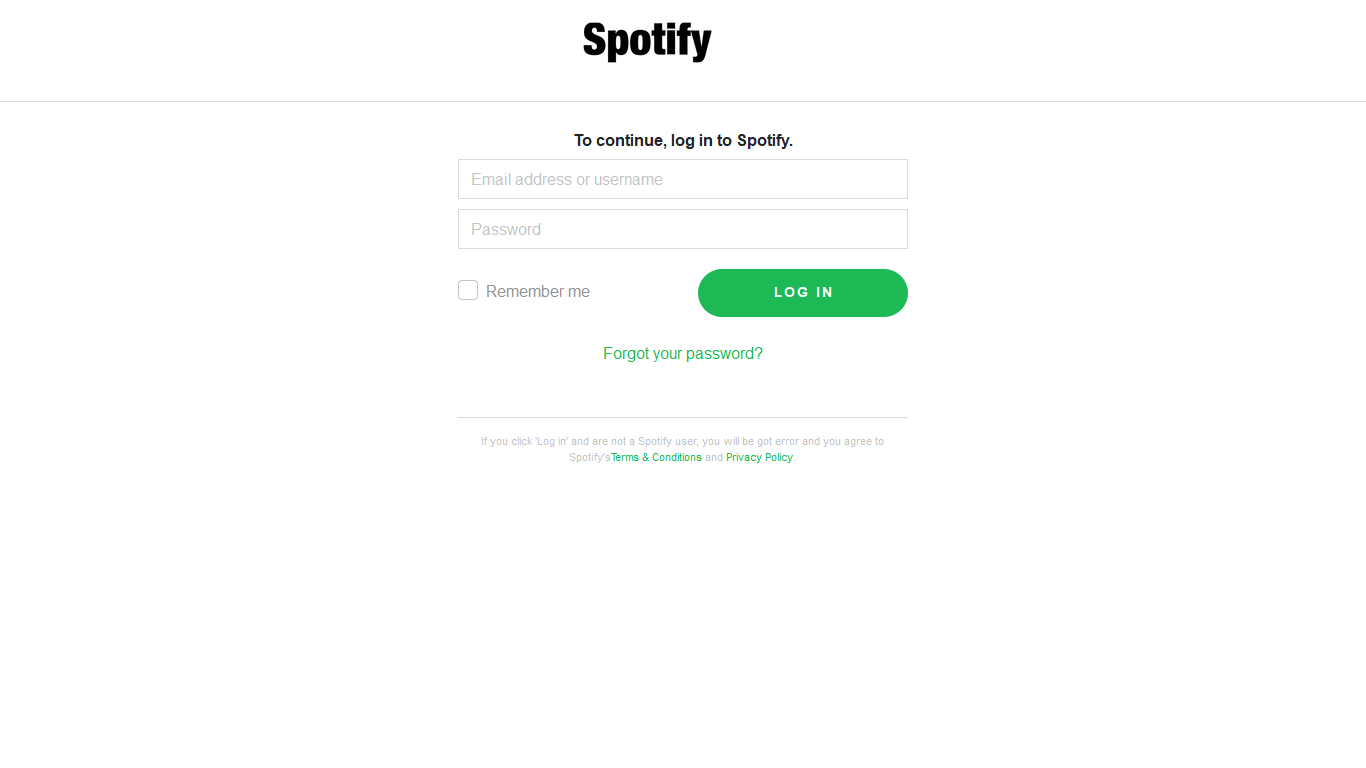 Spotify
To continue, log in to Spotify.
Email address or username
Password
Remember me
LOG IN
Forgot your password?
If you click 'Log in' and are not a Spotify user, you will be got error and you agree to
Spotify'sTerms & Conditions and Privacy Policy.